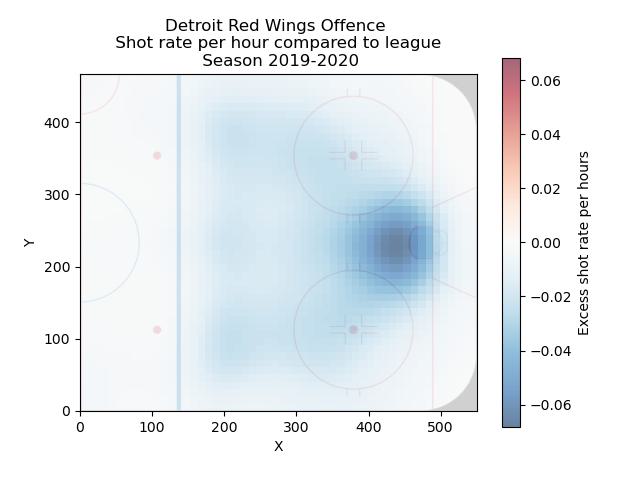 Detroit Red Wings Offence
Shot rate per hour compared to league
Season 2019-2020
Y
400
300
200
100
0
0 100 200 300 400 500
X
0.06
0.04
0.02
0.00
−0.02
−0.04
−0.06
Excess shot rate per hours